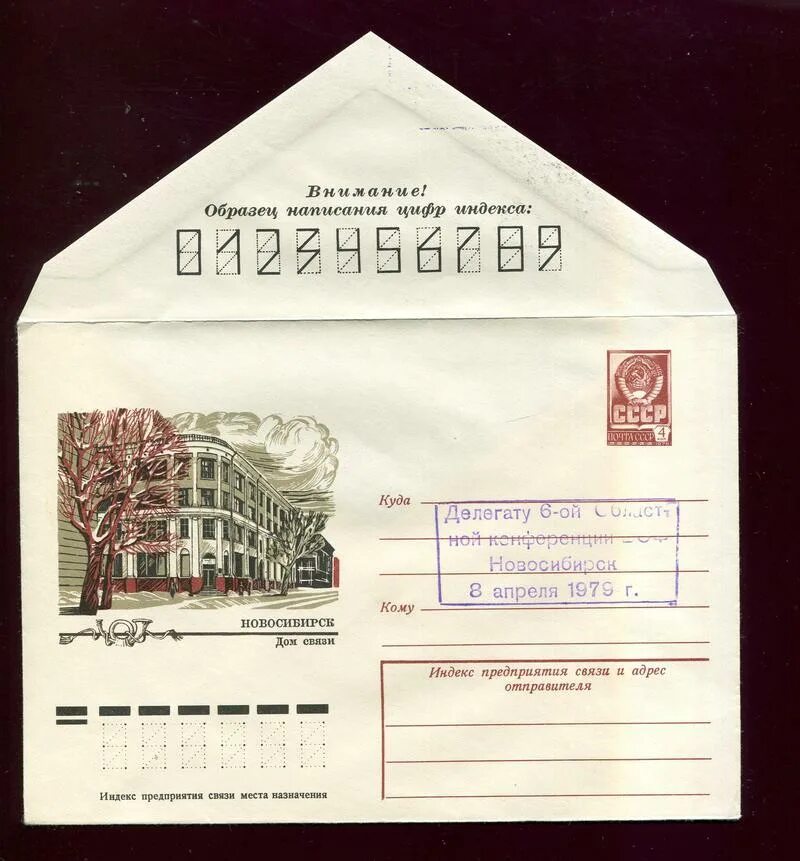 Внимание!
Образец написания цифр индекса:
0123456789
СССР
ПОЧТА СССР 4
Куда
Делегату 6-ой Област-
ной конференции
Новосибирск
8 апреля 1979 г.
Кому
НОВОСИБИРСК
Дом связи
Индекс предприятия связи и адрес
отправителя
Индекс предприятия связи места назначения